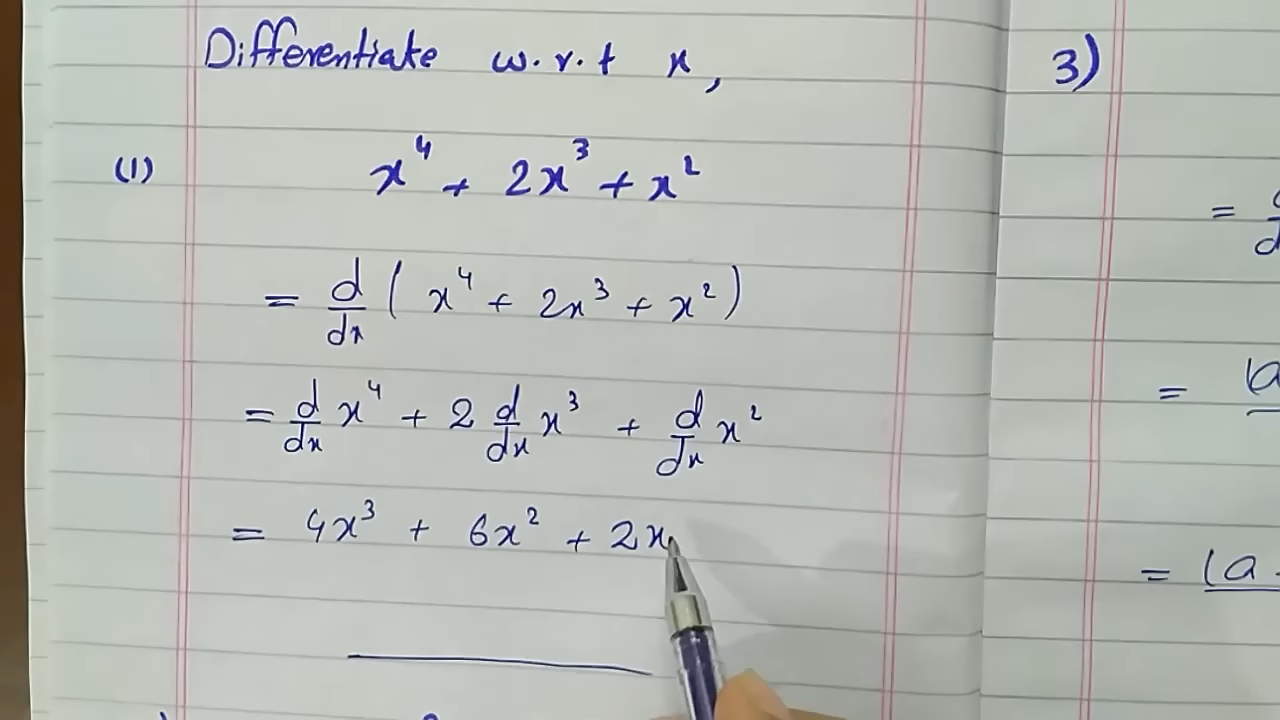 Differentiate w.r.t x,
(1) x⁴ + 2x³ + x²
= d/dx ( x⁴ + 2x³ + x² )
= d/dx x⁴ + 2 d/dx x³ + d/dx x²
= 4x³ + 6x² + 2x
3)
=
= (a
= (a -